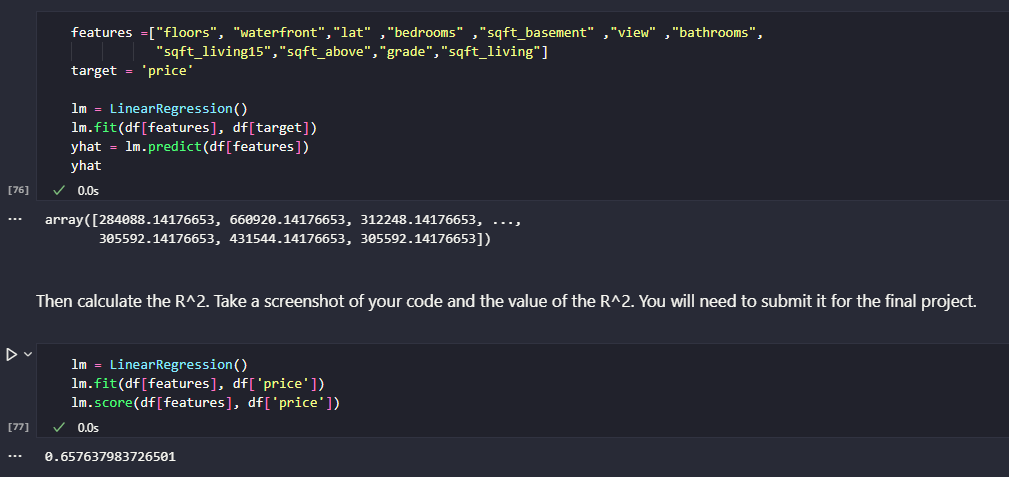 features =["floors", "waterfront","lat" ,"bedrooms" ,"sqft_basement" ,"view" ,"bathrooms",
"sqft_living15","sqft_above","grade","sqft_living"]
target = 'price'
lm = LinearRegression()
lm.fit(df[features], df[target])
yhat = lm.predict(df[features])
yhat
[76]
✓ 0.0s
... array([284088.14176653, 660920.14176653, 312248.14176653, ...,
305592.14176653, 431544.14176653, 305592.14176653])
Then calculate the R^2. Take a screenshot of your code and the value of the R^2. You will need to submit it for the final project.
lm = LinearRegression()
lm.fit(df[features], df['price'])
lm.score(df[features], df['price'])
[77]
✓ 0.0s
... 0.657637983726501